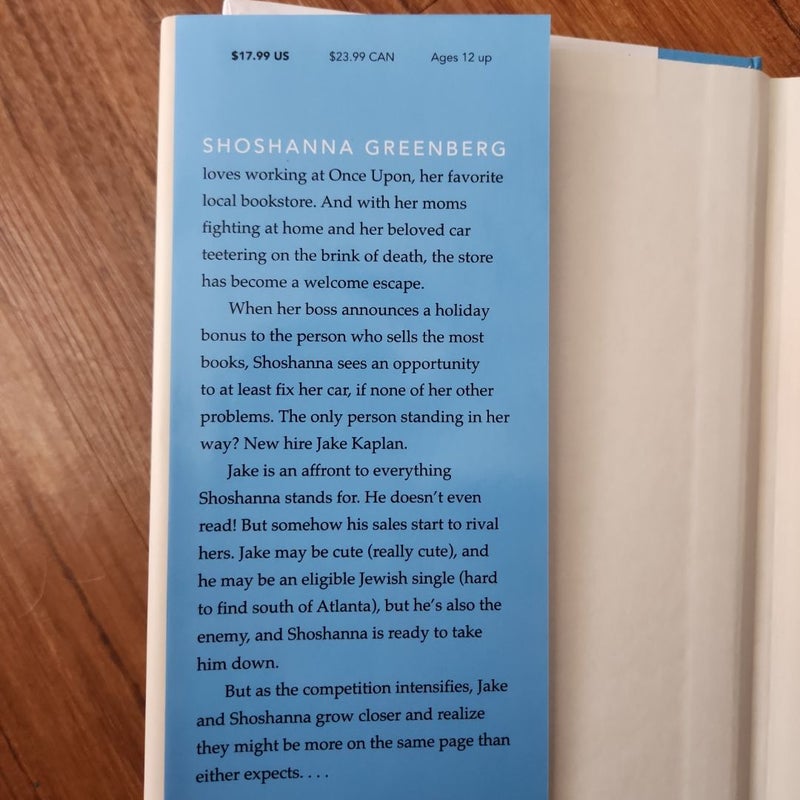 $17.99 US $23.99 CAN Ages 12 up
SHOSHANNA GREENBERG
loves working at Once Upon, her favorite
local bookstore. And with her moms
fighting at home and her beloved car
teetering on the brink of death, the store
has become a welcome escape.
When her boss announces a holiday
bonus to the person who sells the most
books, Shoshanna sees an opportunity
to at least fix her car, if none of her other
problems. The only person standing in her
way? New hire Jake Kaplan.
Jake is an affront to everything
Shoshanna stands for. He doesn't even
read! But somehow his sales start to rival
hers. Jake may be cute (really cute), and
he may be an eligible Jewish single (hard
to find south of Atlanta), but he's also the
enemy, and Shoshanna is ready to take
him down.
But as the competition intensifies, Jake
and Shoshanna grow closer and realize
they might be more on the same page than
either expects. . . .